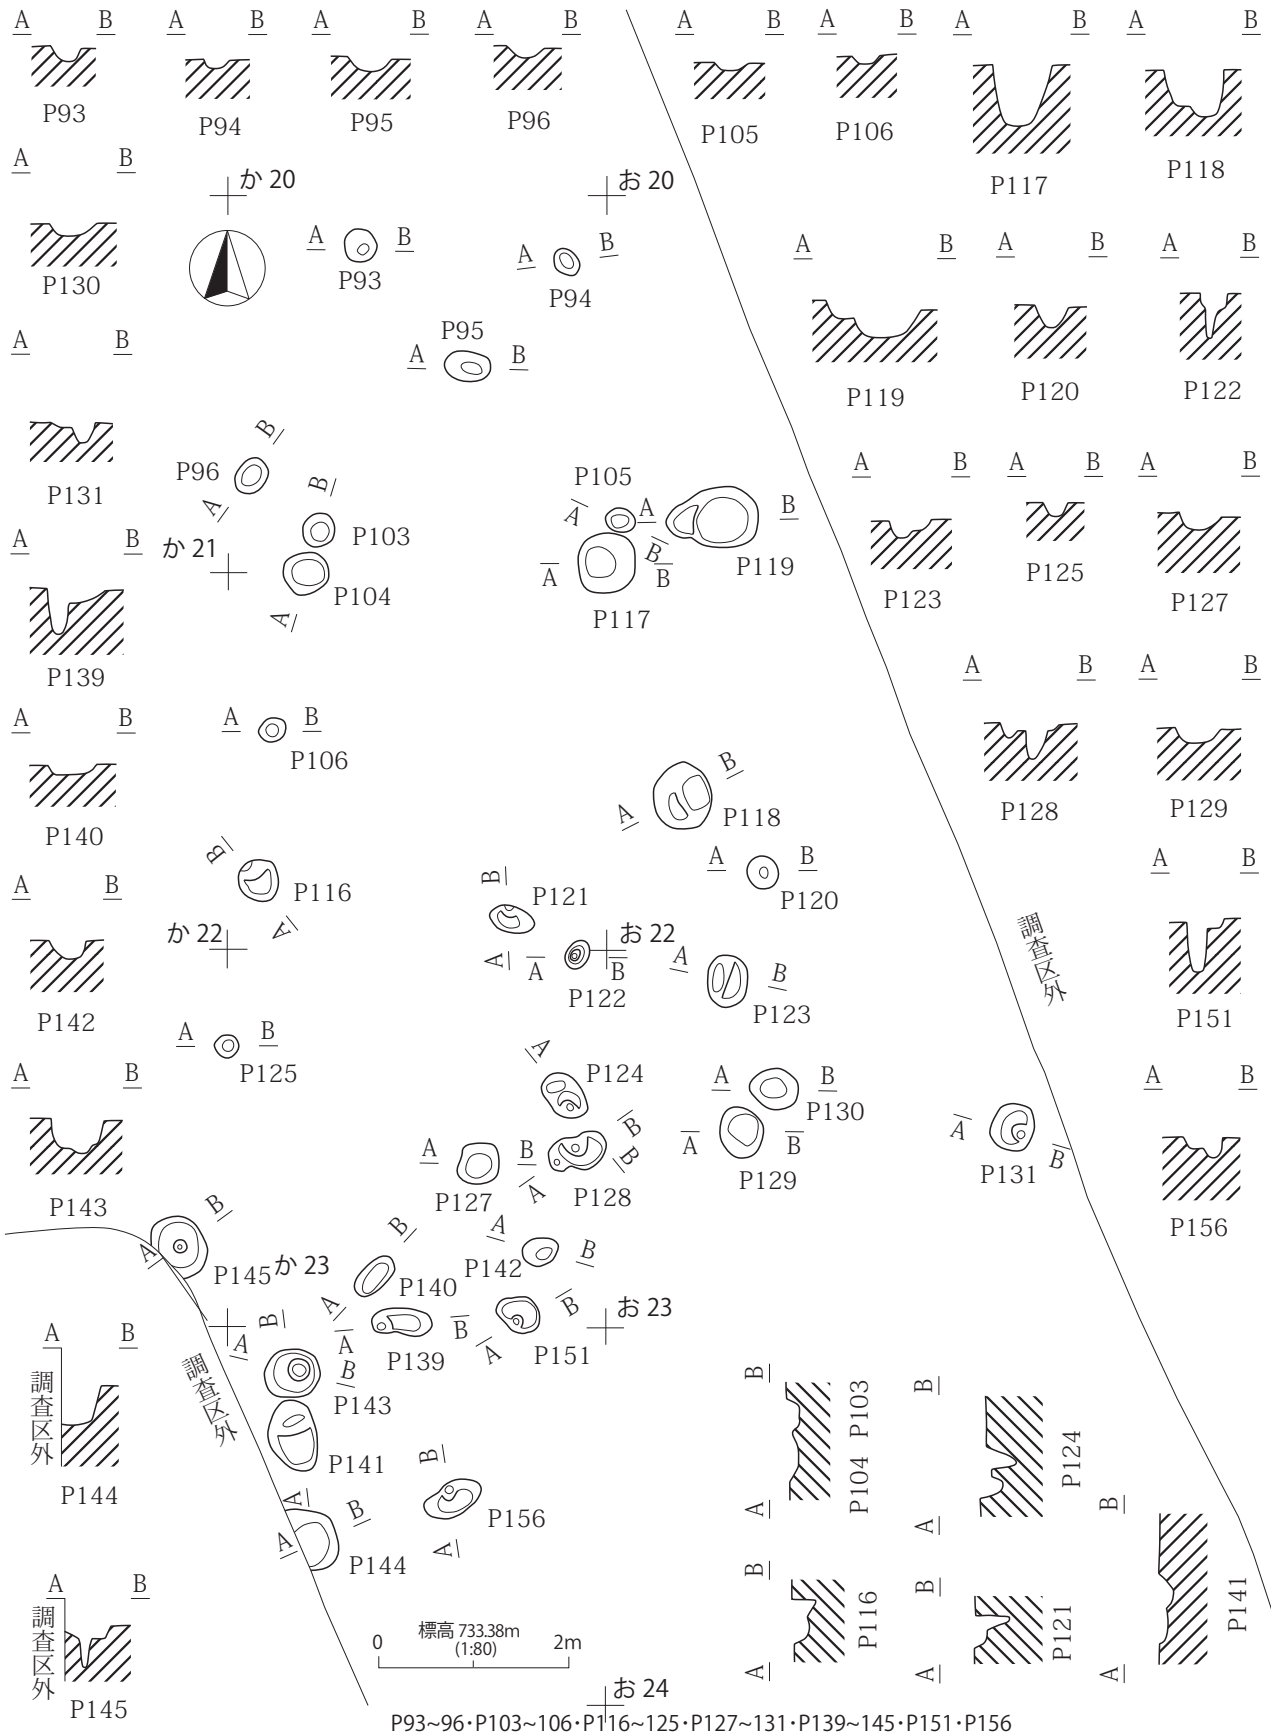 A B A B A B A B A B A B A B A B
P93 P94 P95 P96 P105 P106 P117 P118
A B
P130
か 20
お 20
A B
P93
A B
P94
A B
P95
A B A B A B
P119 P120 P122
A B
P131
B
P96
A
B
P103
P104
A
か 21
P105
A
B
A B
P119
A B
P117
A B A B A B
P123 P125 P127
A B
P139
A B
P106
A B A B
P128 P129
A B
P140
B
P118
A
A B
P120
B
P116
A
B
P121
A
か 22
お 22
A B
P122
A B
P123
調査区外
A B
P151
A B
P142
A B
P125
A
P124
B
A B
P130
A B
P129
A B
P131
A B
P156
A B
P143
A B
P127
B
P128
A
B
A
P145
か 23
B
P140
A
A
P142
B
A B
P139
B
P151
A
お 23
A B
調査区外
P144
調査区外
A B
P143
B
P141
A
B
A
P144
B
P156
A
B
P103
P104
A
B
P124
A
B
P141
A
B
P116
A
B
P121
A
A B
調査区外
P145
標高 733.38m
(1:80)
0 2m
お 24
P93~96・P103~106・P116~125・P127~131・P139~145・P151・P156